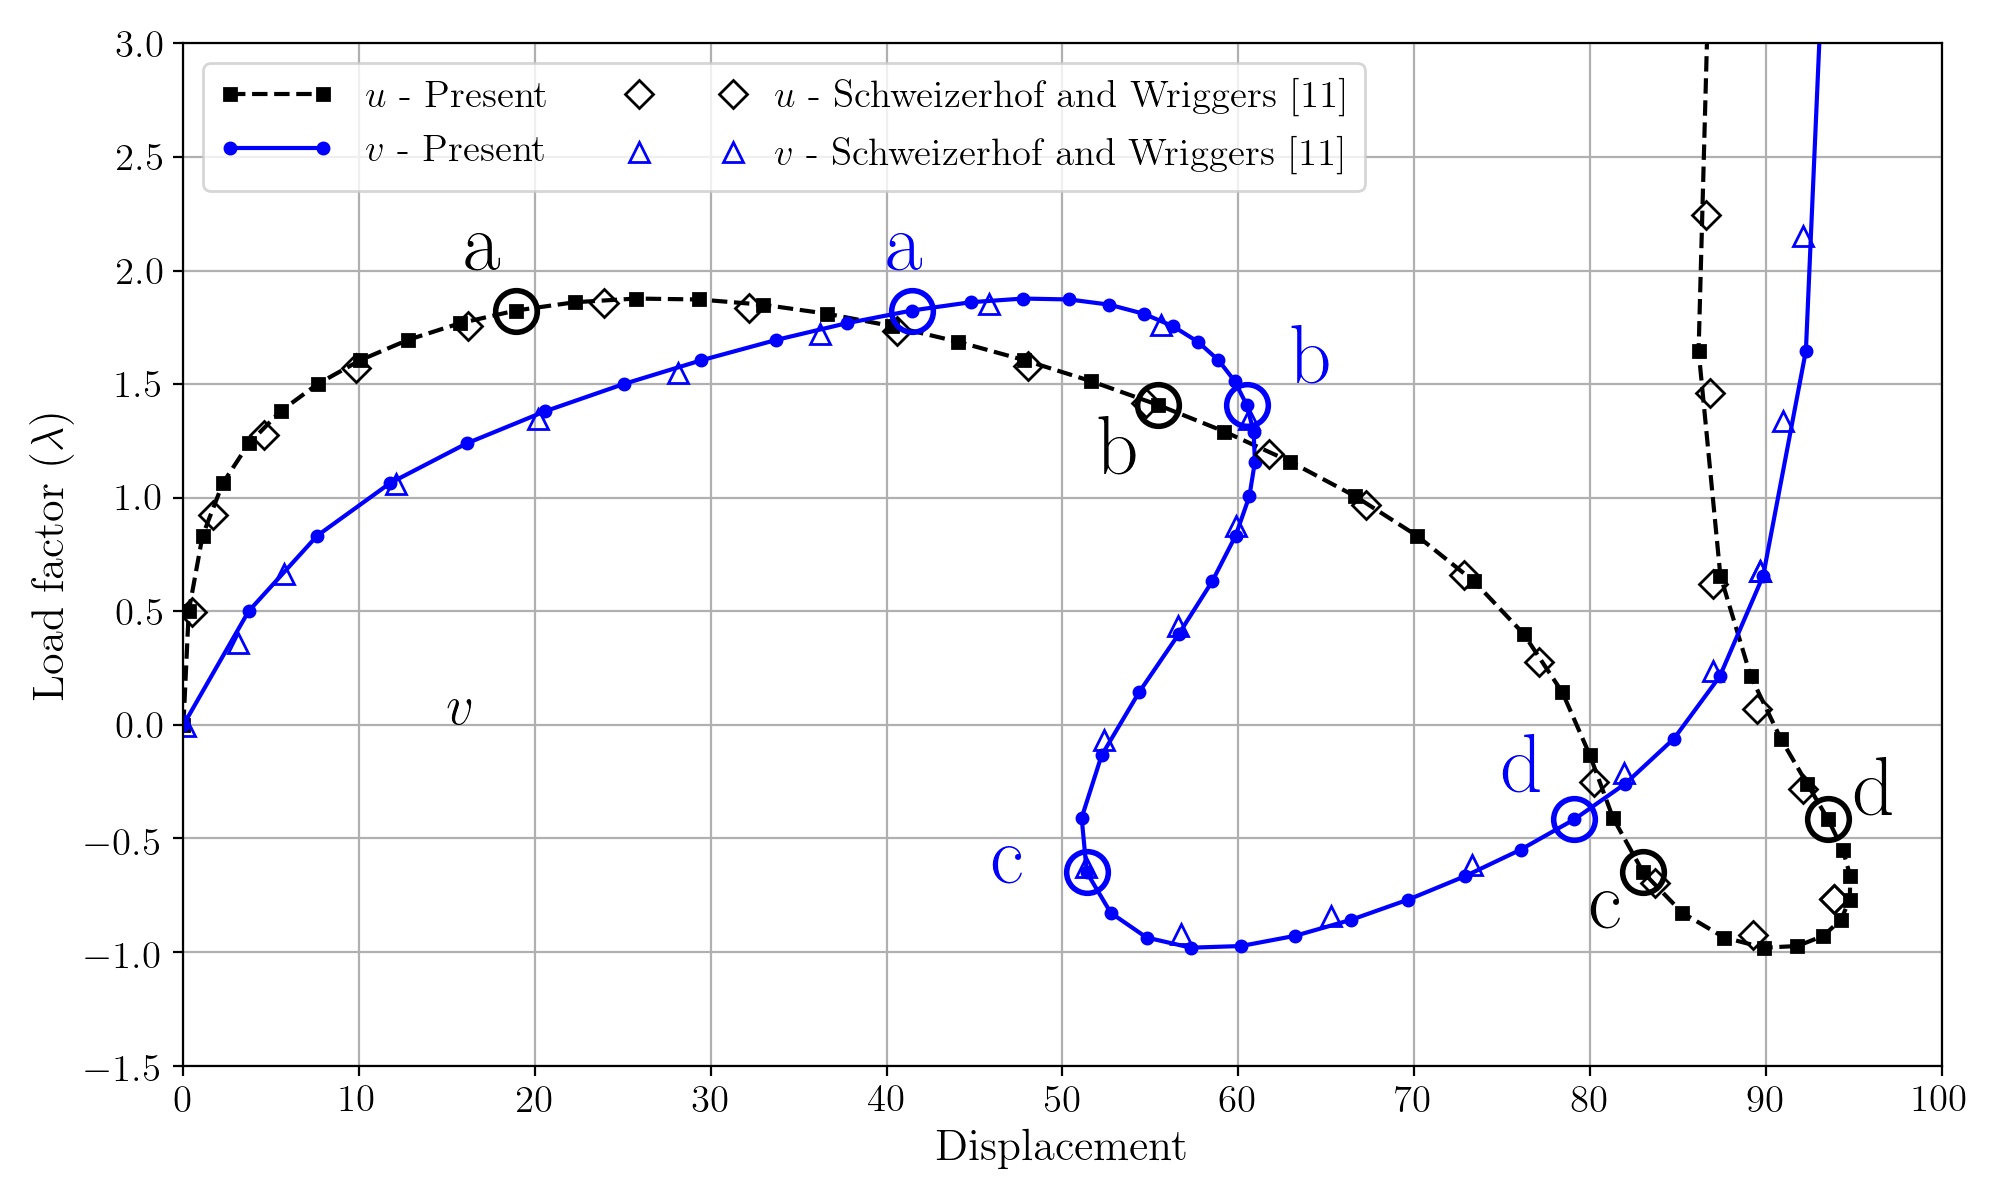 3.0
2.5
2.0
1.5
1.0
0.5
0.0
−0.5
−1.0
−1.5
Load factor (λ)
u - Present
v - Present
u - Schweizerhof and Wriggers [11]
v - Schweizerhof and Wriggers [11]
a
a
b
b
v
d
d
c
c
0 10 20 30 40 50 60 70 80 90 100
Displacement